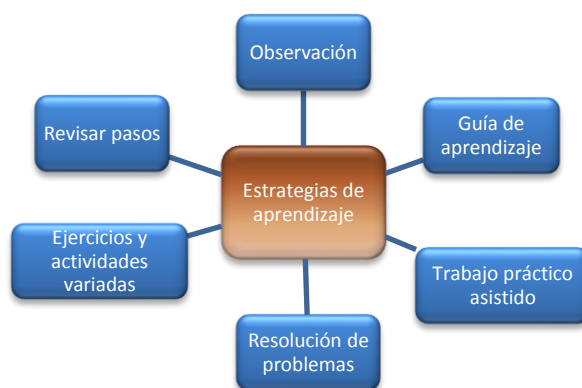 Observación
Revisar pasos
Guía de
aprendizaje
Estrategias de
aprendizaje
Ejercicios y
actividades
variadas
Trabajo práctico
asistido
Resolución de
problemas